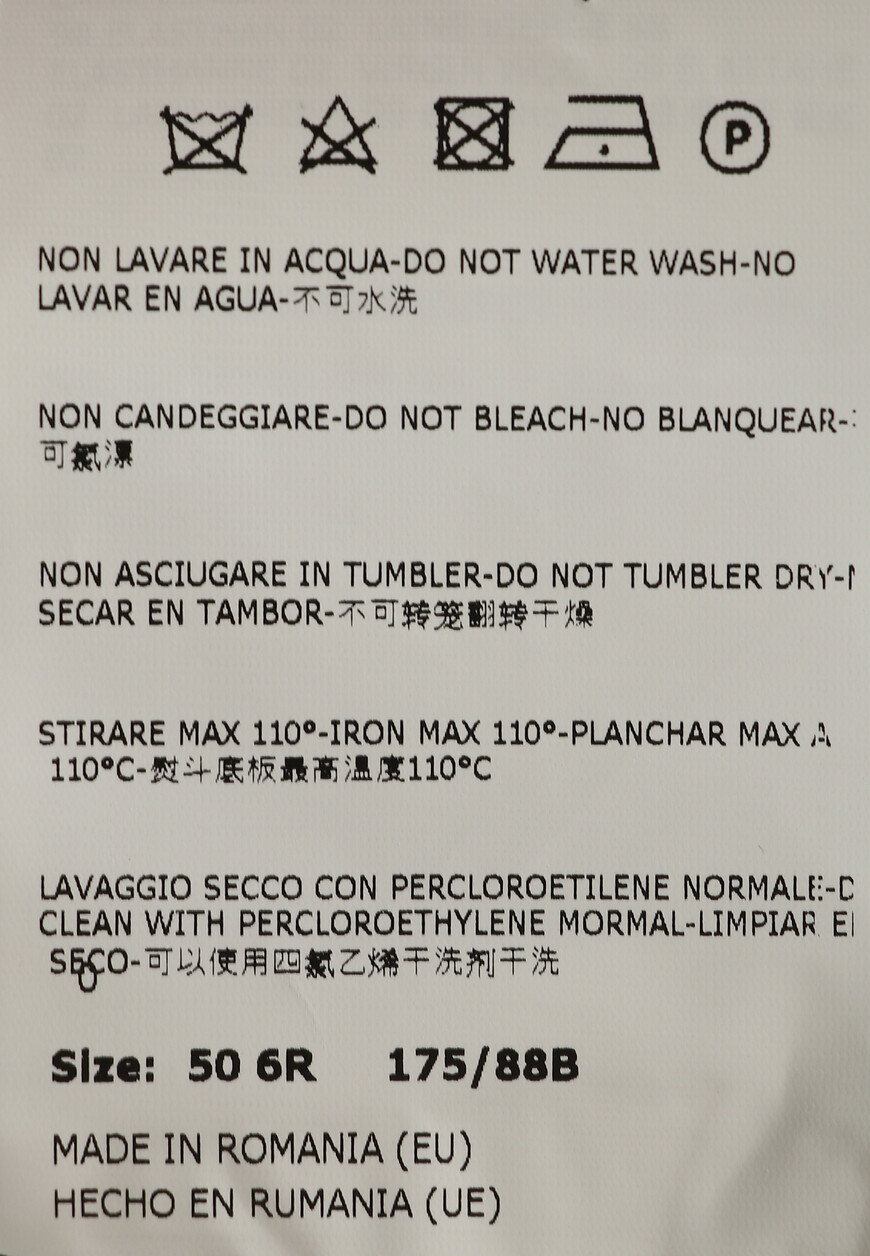 P
NON LAVARE IN ACQUA-DO NOT WATER WASH-NO
LAVAR EN AGUA-不可水洗
NON CANDEGGIARE-DO NOT BLEACH-NO BLANQUEAR-
可氯漂
NON ASCIUGARE IN TUMBLER-DO NOT TUMBLER DRY-
SECAR EN TAMBOR-不可转笼翻转干燥
STIRARE MAX 110°-IRON MAX 110°-PLANCHAR MAX A
110°C-熨斗底板最高温度110°C
LAVAGGIO SECCO CON PERCLOROETILENE NORMALE-D
CLEAN WITH PERCLOROETHYLENE MORMAL-LIMPIAR E
SECO-可以使用四氯乙烯干洗剂干洗
Size: 50 6R 175/88B
MADE IN ROMANIA (EU)
HECHO EN RUMANIA (UE)